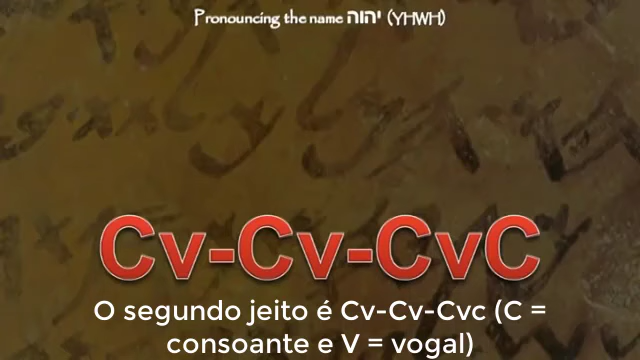 Pronouncing the name יהוה (YHWH)
Cv-Cv-CvC
O segundo jeito é Cv-Cv-Cvc (C =
consoante e V = vogal)